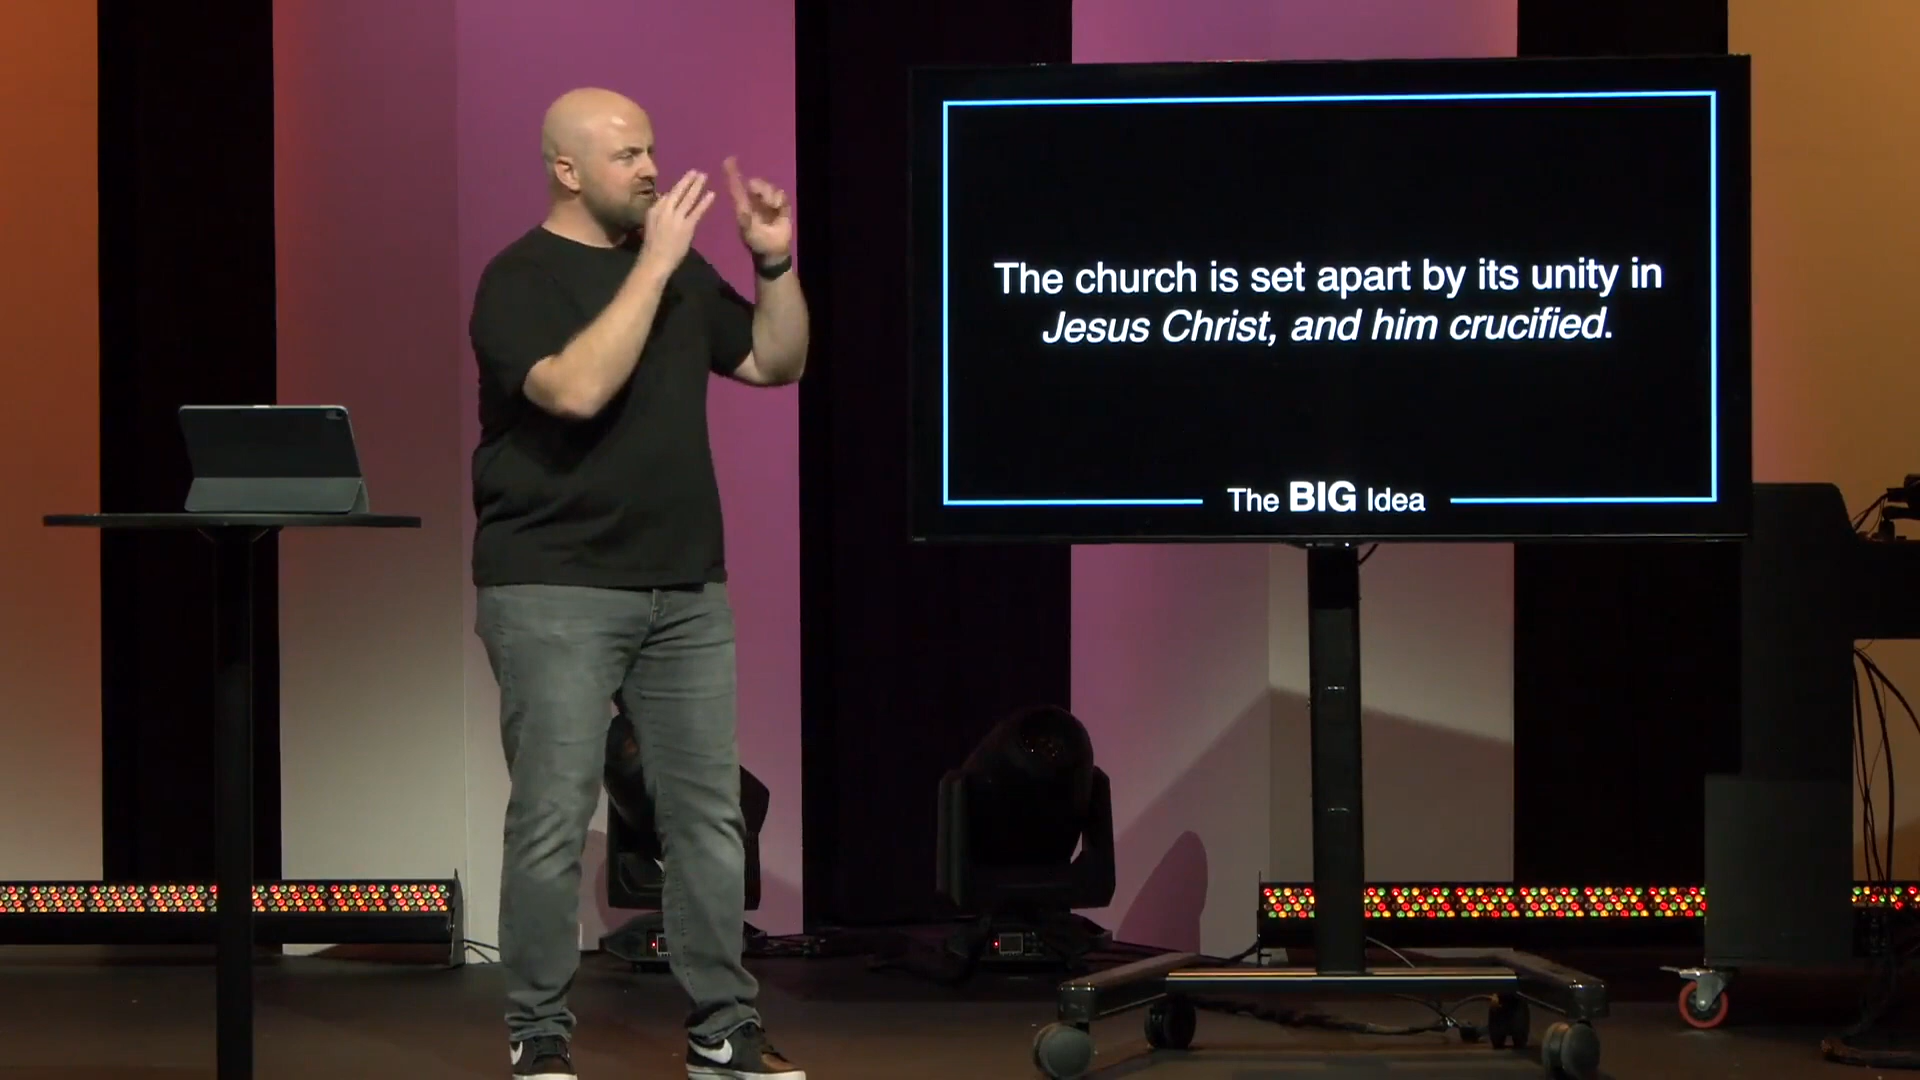 The church is set apart by its unity in
Jesus Christ, and him crucified.
The BIG Idea